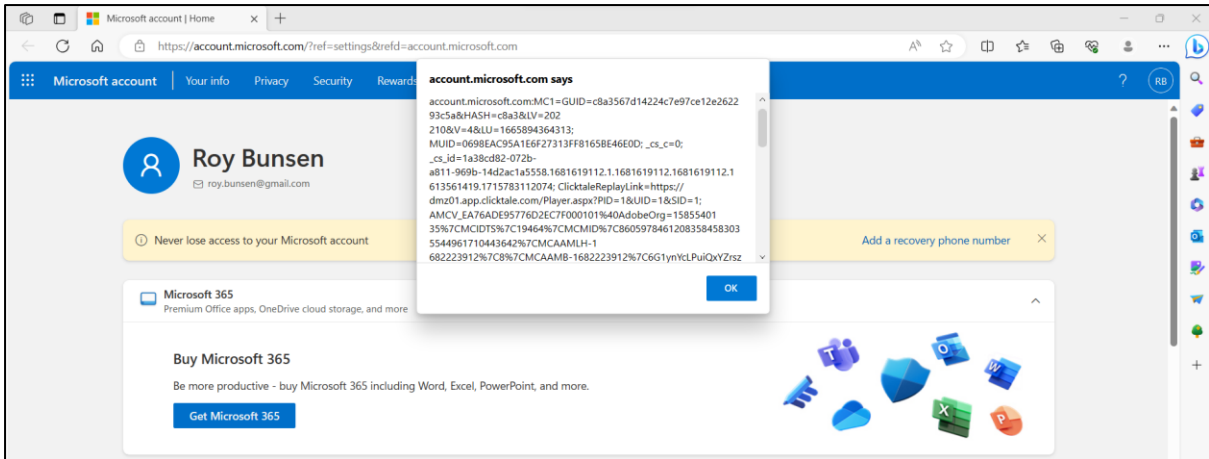 Microsoft account | Home
https://account.microsoft.com/?ref=settings&refd=account.microsoft.com
Microsoft account
Your info
Privacy
Security
Rewards
?
RB
account.microsoft.com says
account.microsoft.com:MC1=GUID=c8a3567d14224c7e97ce12e2622
93c5a&HASH=c8a3&LV=202
210&V=4&LU=1665894364313;
MUID=0698EAC95A1E6F27313FF8165BE46E0D; _cs_c=0;
_cs_id=1a38cd82-072b-
a811-969b-14d2ac1a5558.1681619112.1.1681619112.1681619112.1
613561419.1715783112074; ClicktaleReplayLink=https://
dmz01.app.clicktale.com/Player.aspx?PID=1&UID=1&SID=1;
AMCV_EA76ADE95776D2EC7F000101%40AdobeOrg=15855401
35%7CMCIDTS%7C19464%7CMCMID%7C8605978461208358458303
5544961710443642%7CMCAAMLH-1
682223912%7C8%7CMCAAMB-1682223912%7C6G1ynYcLPuiQxYZrsz
OK
Roy Bunsen
roy.bunsen@gmail.com
Never lose access to your Microsoft account
Add a recovery phone number
Microsoft 365
Premium Office apps, OneDrive cloud storage, and more
Buy Microsoft 365
Be more productive - buy Microsoft 365 including Word, Excel, PowerPoint, and more.
Get Microsoft 365